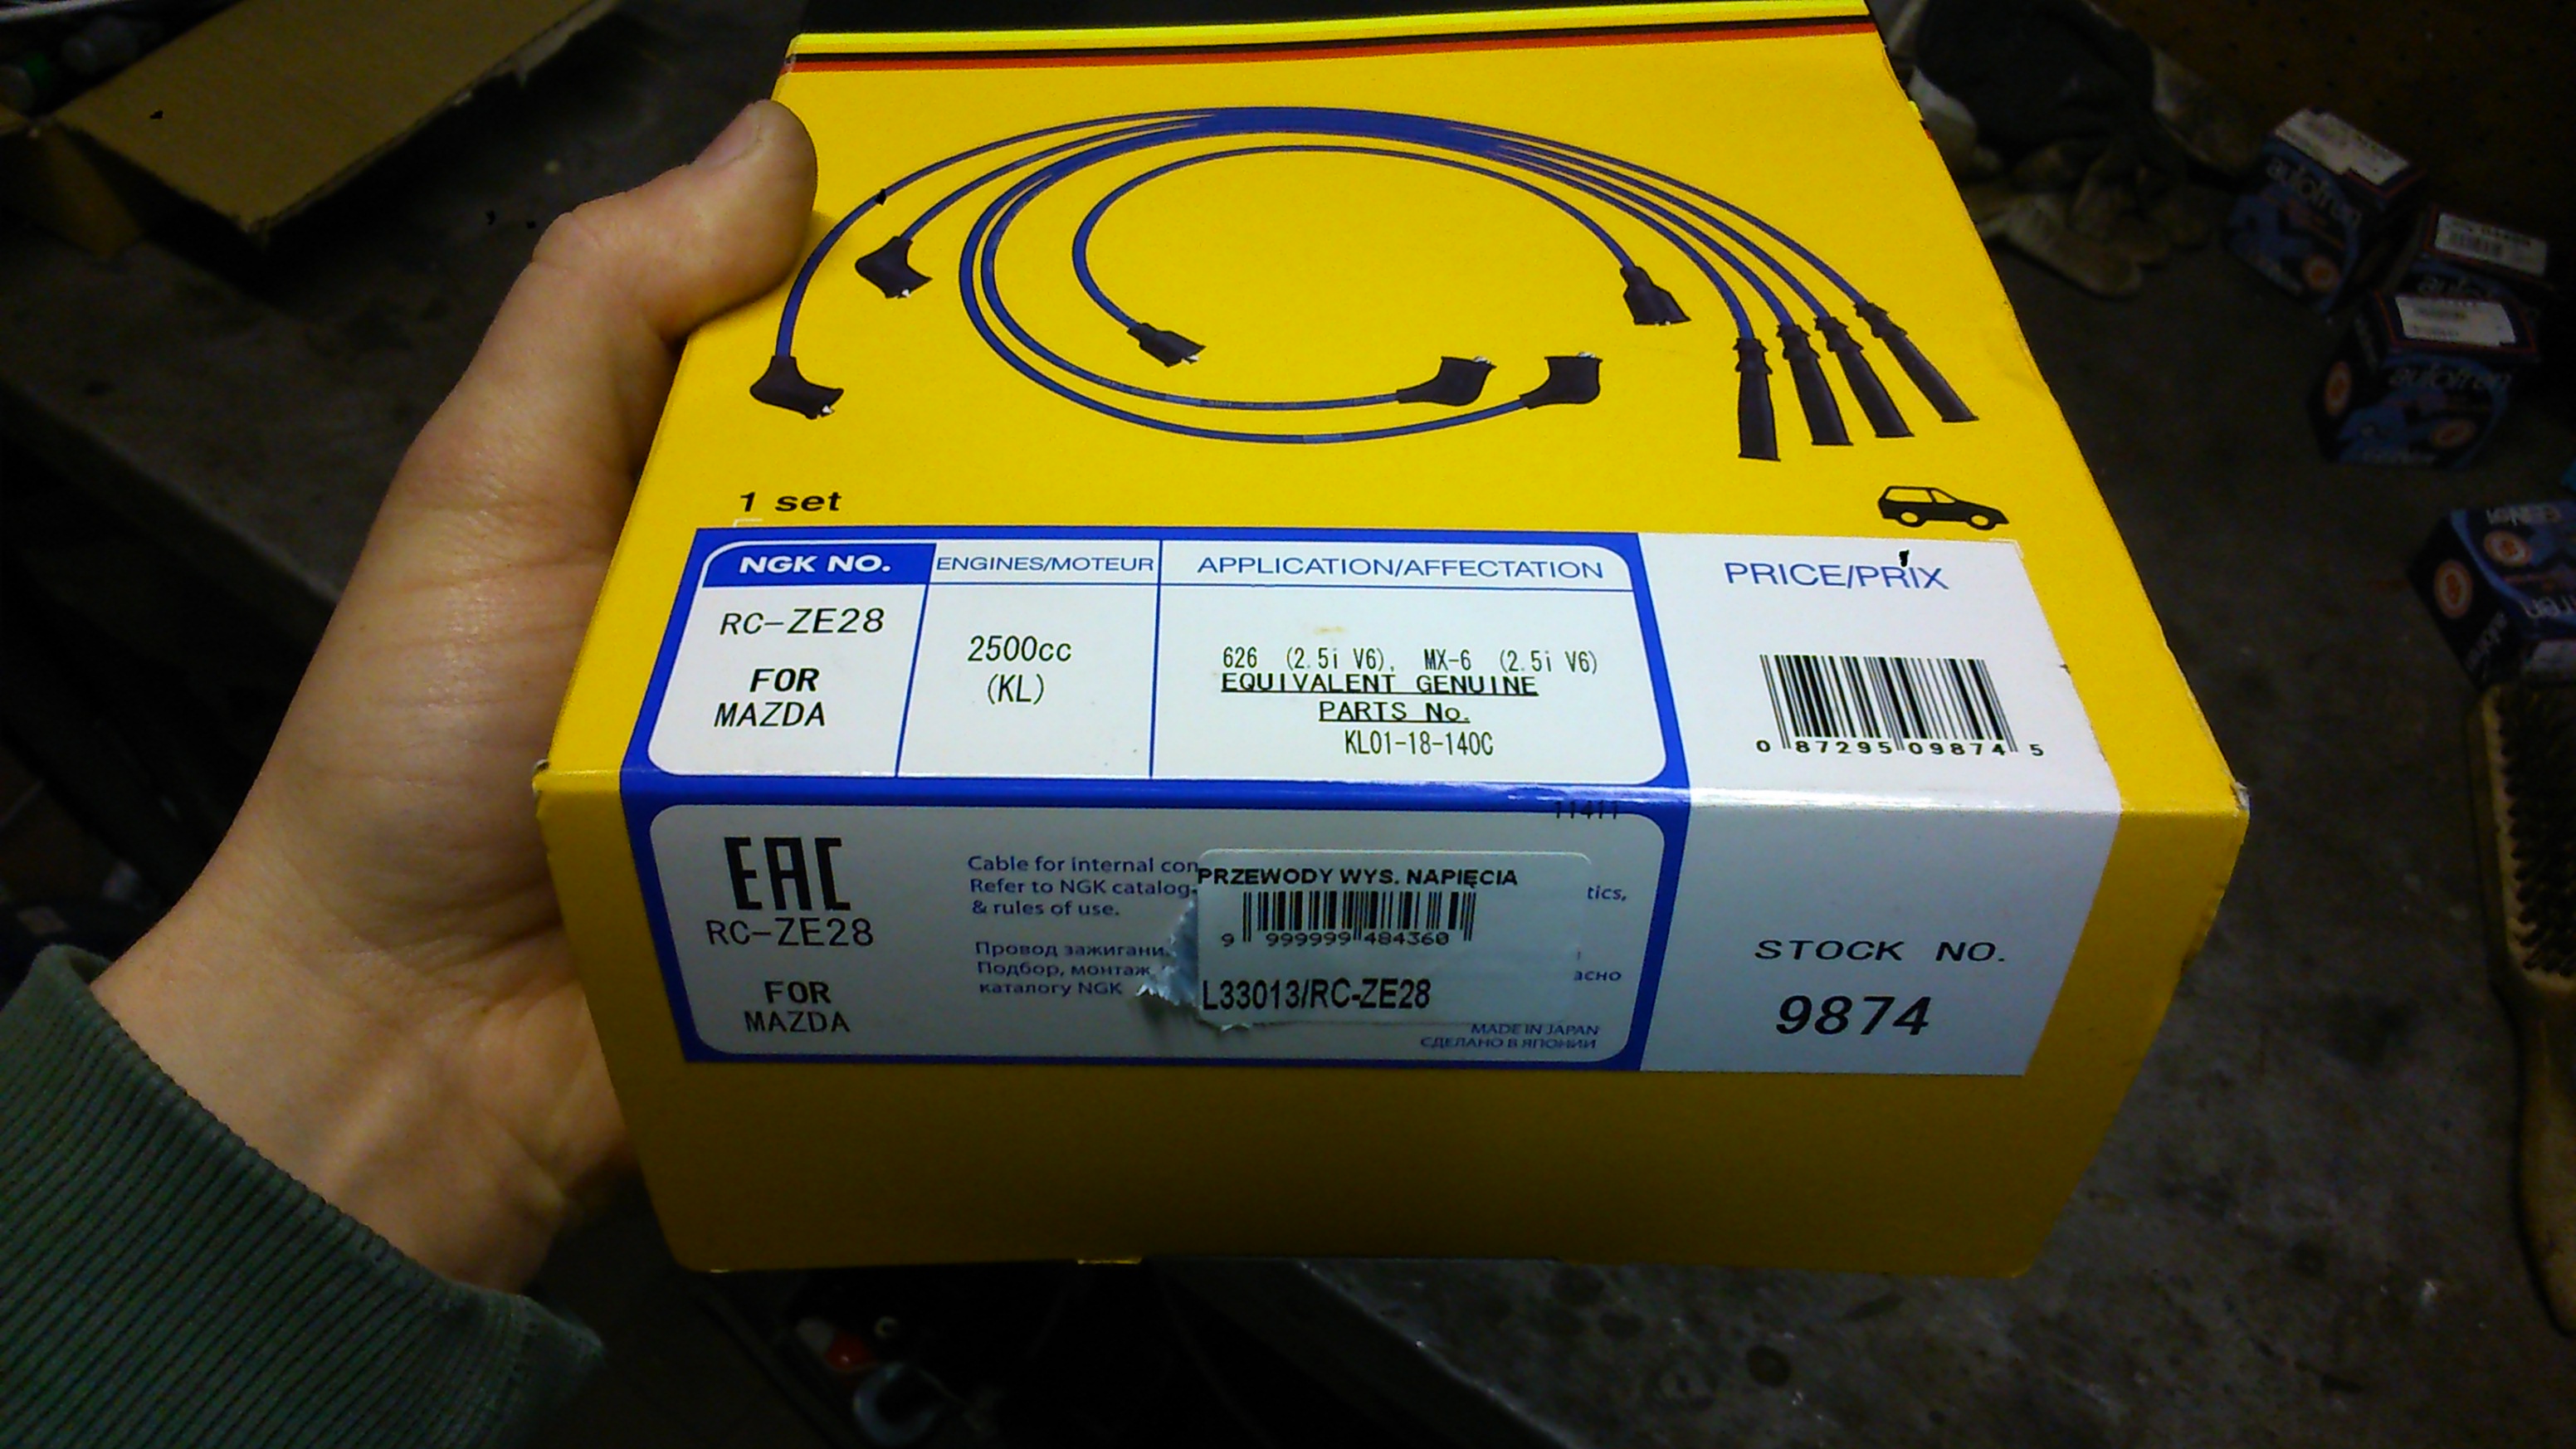 1 set
NGK NO.
ENGINES/MOTEUR
APPLICATION/AFFECTATION
PRICE/PRIX
RC-ZE28
FOR
MAZDA
2500cc
(KL)
626 (2.5i V6), MX-6 (2.5i V6)
EQUIVALENT GENUINE
PARTS No.
KL01-18-140C
0 87295 09874 5
11411
EAC
RC-ZE28
FOR
MAZDA
Cable for internal con
Refer to NGK catalog-
& rules of use.
tics,
Провод зажигани
Подбор, монтаж
каталогу NGK
асно
PRZEWODY WYS. NAPIĘCIA
9 999999 484360
L33013/RC-ZE28
MADE IN JAPAN
СДЕЛАНО В ЯПОНИИ
STOCK NO.
9874
autofren
autofren
autofren